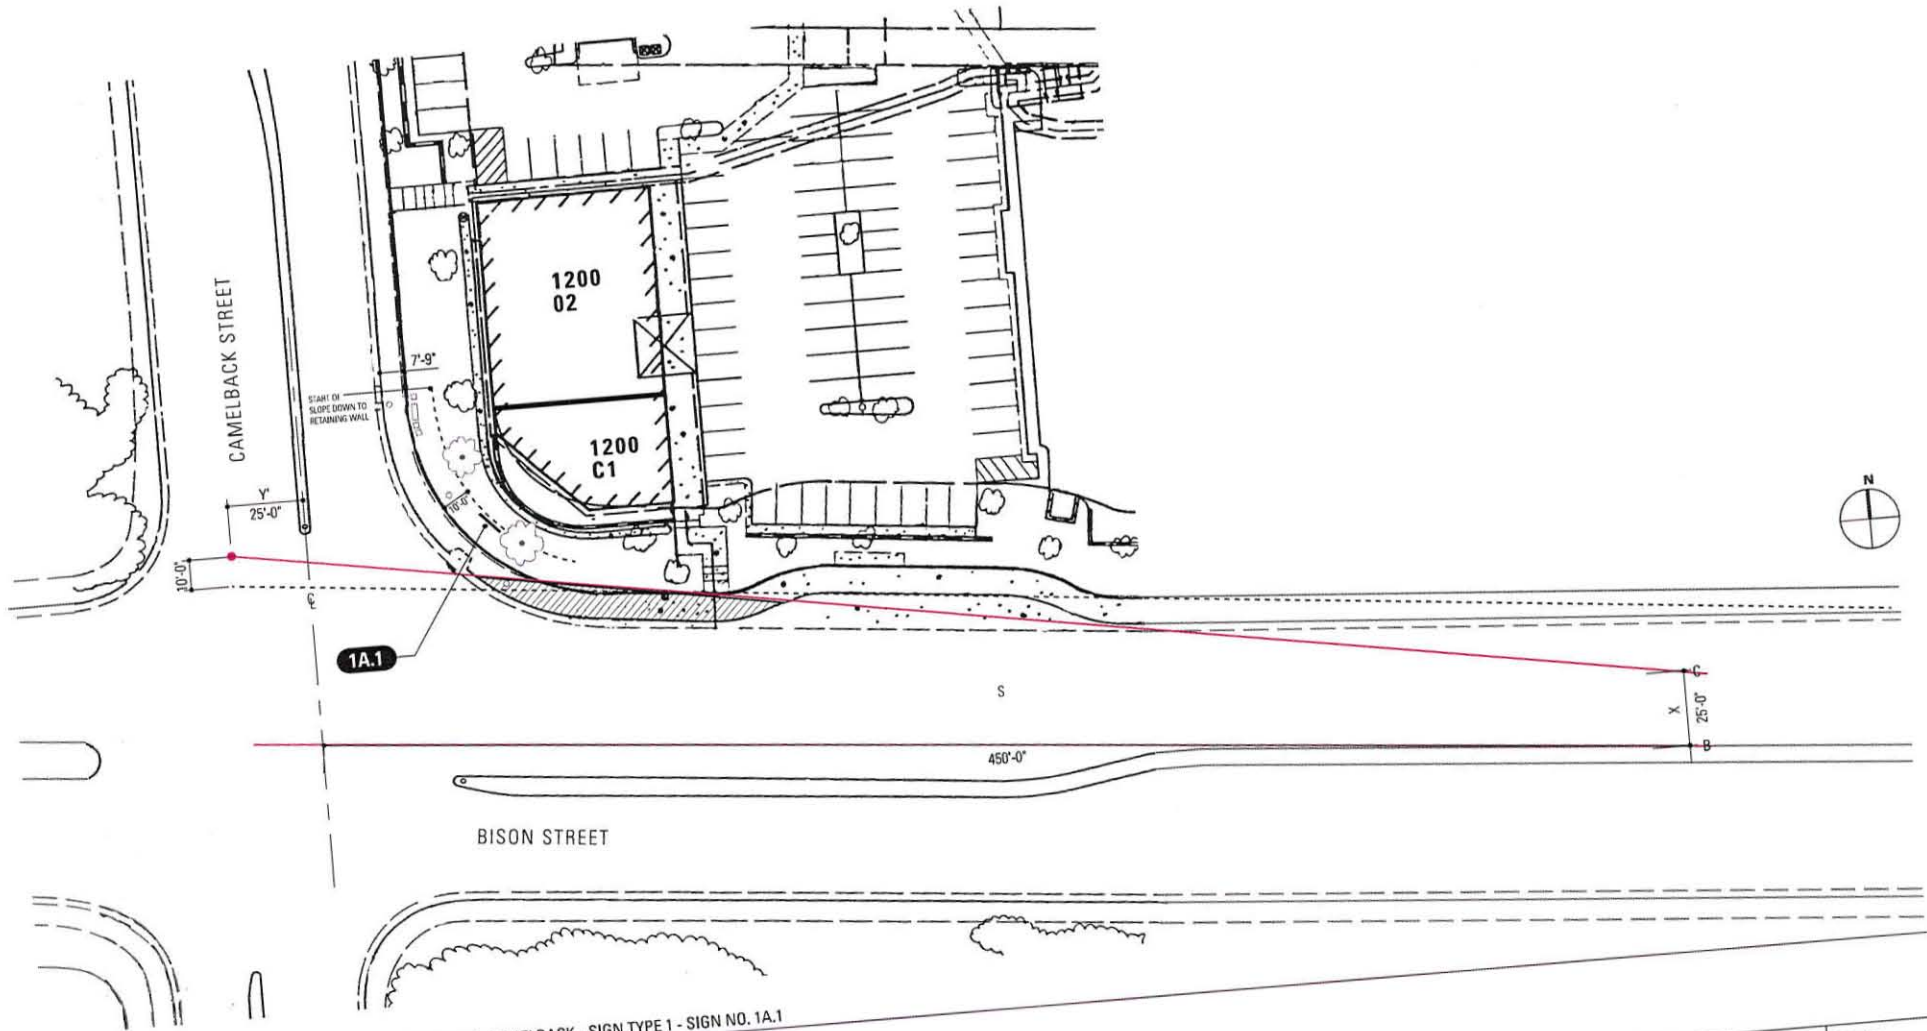 1200
02
CAMELBACK STREET
7'-9"
START OF
SLOPE DOWN TO
RETAINING WALL
1200
C1
N
Y'
25'-0"
10'-0"
10'-0"
1A.1
C
S
X
25'-0"
B
450'-0"
BISON STREET
SIGN TYPE 1 - SIGN NO. 1A.1